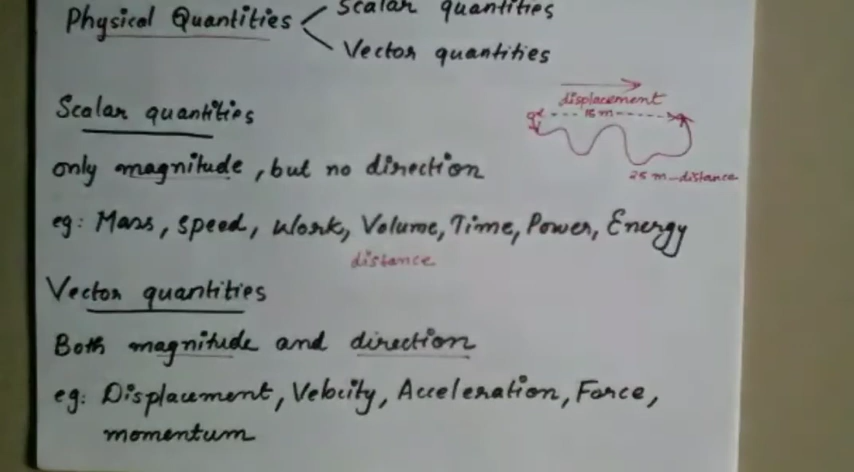 Scalar quantities
Physical Quantities
Vector quantities
Scalar quantities
displacement
15 m
only magnitude, but no direction
25 m-distance
eg: Mass, speed, Work, Volume, Time, Power, Energy
distance
Vector quantities
Both magnitude and direction
eg: Displacement, Velocity, Acceleration, Force,
momentum